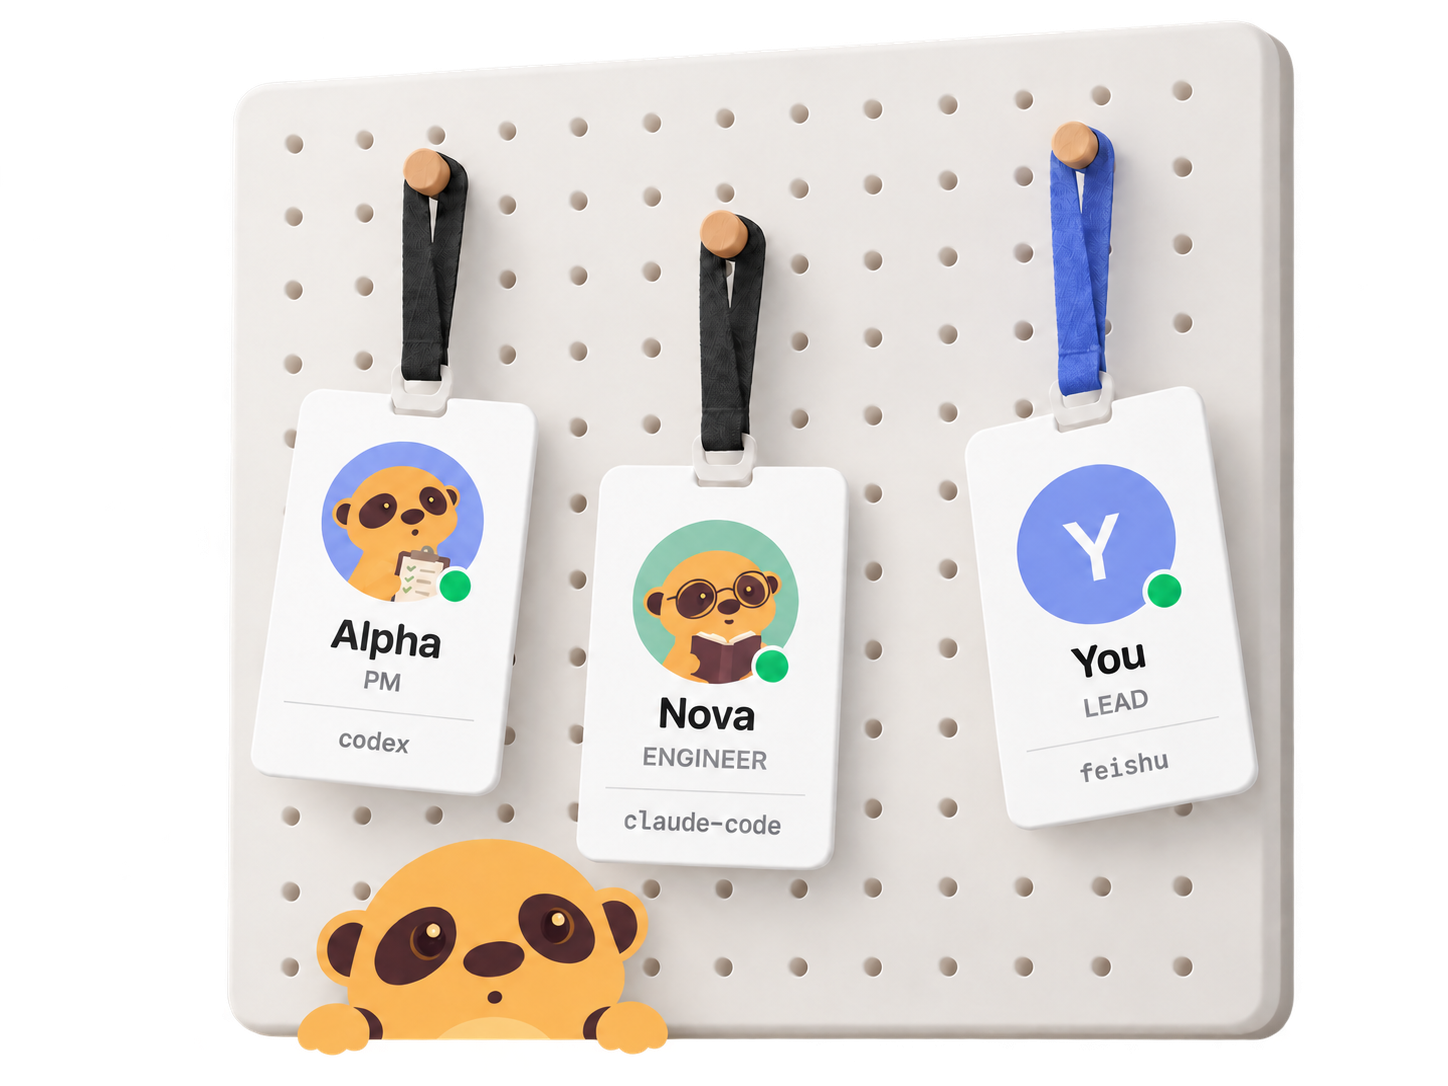 Alpha
PM
codex
Nova
ENGINEER
claude-code
Y
You
LEAD
feishu